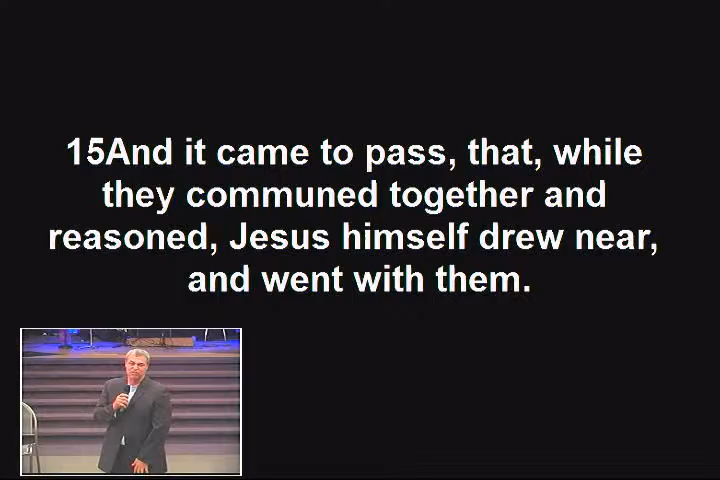 15And it came to pass, that, while
they communed together and
reasoned, Jesus himself drew near,
and went with them.